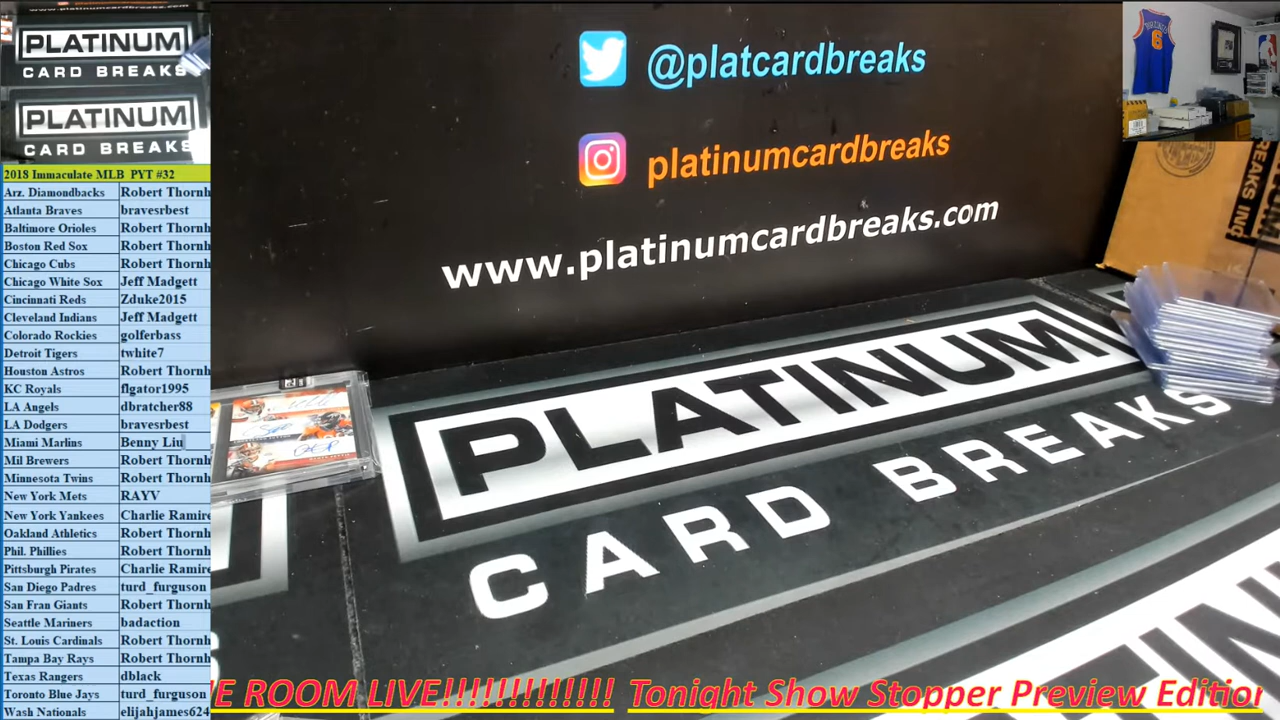 PLATINUM
CARD BREAKS
PLATINUM
CARD BREAKS
2018 Immaculate MLB PYT #32
Arz. Diamondbacks Robert Thornh
Atlanta Braves bravesrbest
Baltimore Orioles Robert Thornh
Boston Red Sox Robert Thornh
Chicago Cubs Robert Thornh
Chicago White Sox Jeff Madgett
Cincinnati Reds Zduke2015
Cleveland Indians Jeff Madgett
Colorado Rockies golferbass
Detroit Tigers twhite7
Houston Astros Robert Thornh
KC Royals flgator1995
LA Angels dbratcher88
LA Dodgers bravesrbest
Miami Marlins Benny Liu
Mil Brewers Robert Thornh
Minnesota Twins Robert Thornh
New York Mets RAYV
New York Yankees Charlie Ramire
Oakland Athletics Robert Thornh
Phil. Phillies Robert Thornh
Pittsburgh Pirates Charlie Ramire
San Diego Padres turd_furguson
San Fran Giants Robert Thornh
Seattle Mariners badaction
St. Louis Cardinals Robert Thornh
Tampa Bay Rays Robert Thornh
Texas Rangers dblack
Toronto Blue Jays turd_furguson
Wash Nationals elijahjames624
@platcardbreaks
platinumcardbreaks
www.platinumcardbreaks.com
PLATINUM
CARD BREAKS
6
BREAKS INC
E ROOM LIVE!!!!!!!!!!!!! Tonight Show Stopper Preview Edition